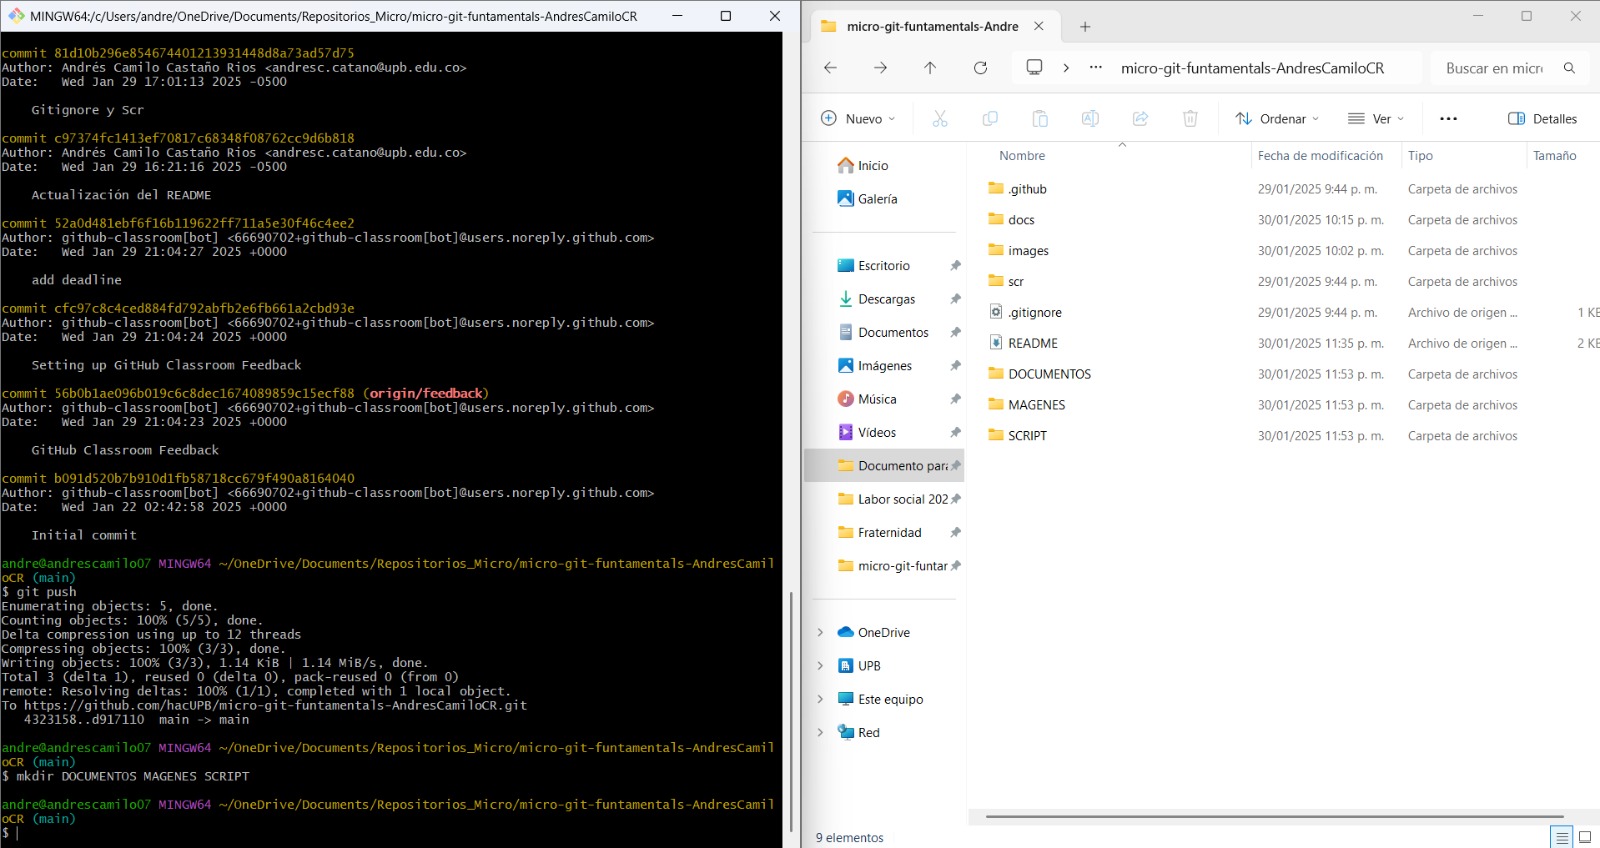 MINGW64:/c/Users/andre/OneDrive/Documents/Repositorios_Micro/micro-git-funtamentals-AndresCamiloCR
commit 81d10b296e854674401213931448d8a73ad57d75
Author: Andrés Camilo Castaño Rios <andresc.catano@upb.edu.co>
Date:   Wed Jan 29 17:01:13 2025 -0500
Gitignore y Scr
commit c97374fc1413ef70817c68348f08762cc9d6b818
Author: Andrés Camilo Castaño Rios <andresc.catano@upb.edu.co>
Date:   Wed Jan 29 16:21:16 2025 -0500
Actualización del README
commit 52a0d481ebf6f16b119622ff711a5e30f46c4ee2
Author: github-classroom[bot] <66690702+github-classroom[bot]@users.noreply.github.com>
Date:   Wed Jan 29 21:04:27 2025 +0000
add deadline
commit cfc97c8c4ced884fd792abfb2e6fb661a2cbd93e
Author: github-classroom[bot] <66690702+github-classroom[bot]@users.noreply.github.com>
Date:   Wed Jan 29 21:04:24 2025 +0000
Setting up GitHub Classroom Feedback
commit 56b0b1ae096b019c6c8dec1674089859c15ecf88 (origin/feedback)
Author: github-classroom[bot] <66690702+github-classroom[bot]@users.noreply.github.com>
Date:   Wed Jan 29 21:04:23 2025 +0000
GitHub Classroom Feedback
commit b091d520b7b910d1fb58718cc679f490a8164040
Author: github-classroom[bot] <66690702+github-classroom[bot]@users.noreply.github.com>
Date:   Wed Jan 22 02:42:58 2025 +0000
Initial commit
andre@andrescamilo07 MINGW64 ~/OneDrive/Documents/Repositorios_Micro/micro-git-funtamentals-AndresCamil
oCR (main)
$ git push
Enumerating objects: 5, done.
Counting objects: 100% (5/5), done.
Delta compression using up to 12 threads
Compressing objects: 100% (3/3), done.
Writing objects: 100% (3/3), 1.14 KiB | 1.14 MiB/s, done.
Total 3 (delta 1), reused 0 (delta 0), pack-reused 0 (from 0)
remote: Resolving deltas: 100% (1/1), completed with 1 local object.
To https://github.com/hacUPB/micro-git-funtamentals-AndresCamiloCR.git
4323158..d917110  main -> main
andre@andrescamilo07 MINGW64 ~/OneDrive/Documents/Repositorios_Micro/micro-git-funtamentals-AndresCamil
oCR (main)
$ mkdir DOCUMENTOS MAGENES SCRIPT
andre@andrescamilo07 MINGW64 ~/OneDrive/Documents/Repositorios_Micro/micro-git-funtamentals-AndresCamil
oCR (main)
$
micro-git-funtamentals-Andre
... micro-git-funtamentals-AndresCamiloCR
Buscar en micr
Nuevo
Ordenar
Ver
Detalles
Inicio
Galería
Escritorio
Descargas
Documentos
Imágenes
Música
Vídeos
Documento para
Labor social 202
Fraternidad
micro-git-funtar
OneDrive
UPB
Este equipo
Red
Nombre Fecha de modificación Tipo Tamaño
.github 29/01/2025 9:44 p. m. Carpeta de archivos
docs 30/01/2025 10:15 p. m. Carpeta de archivos
images 30/01/2025 10:02 p. m. Carpeta de archivos
scr 29/01/2025 9:44 p. m. Carpeta de archivos
.gitignore 29/01/2025 9:44 p. m. Archivo de origen ... 1 KB
README 30/01/2025 11:35 p. m. Archivo de origen ... 2 KB
DOCUMENTOS 30/01/2025 11:53 p. m. Carpeta de archivos
MAGENES 30/01/2025 11:53 p. m. Carpeta de archivos
SCRIPT 30/01/2025 11:53 p. m. Carpeta de archivos
9 elementos